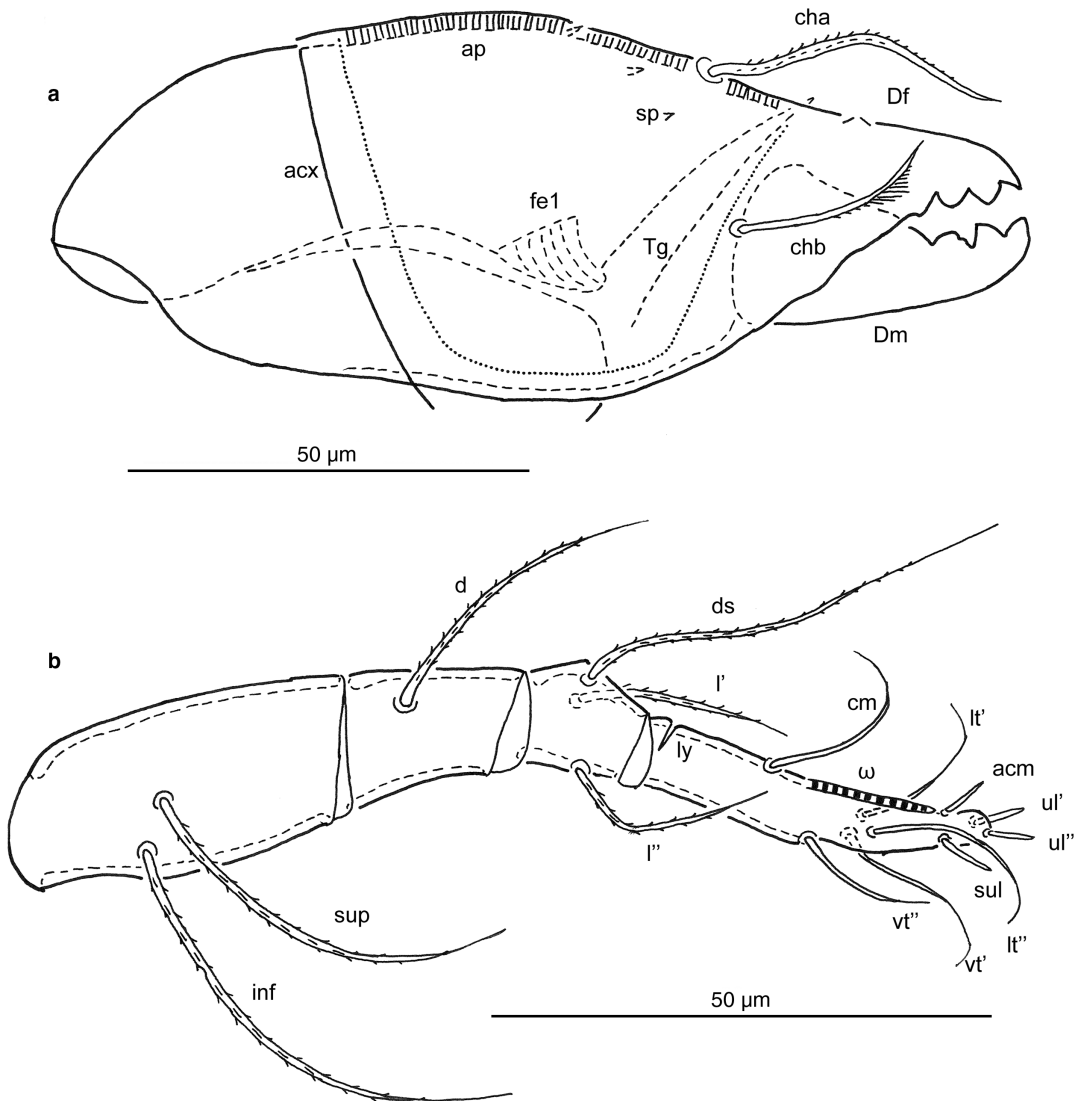 cha
ap
a
Df
sp
acx
fe1
Tg
chb
Dm
50 µm
d
ds
b
l’
cm
lt’
ly
ω
acm
ul’
ul’’
l’’
sul
sup
vt’’
lt’’
vt’
inf
50 µm